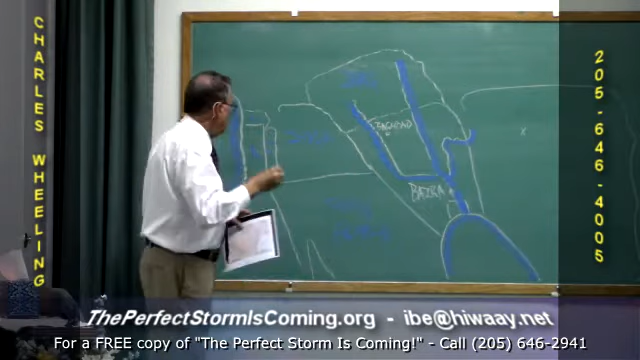 CHARLES WHEELING
205-646-4005
BAGHDAD
BAZRA
ThePerfectStormIsComing.org - ibe@hiwaay.net
For a FREE copy of "The Perfect Storm Is Coming!" - Call (205) 646-2941